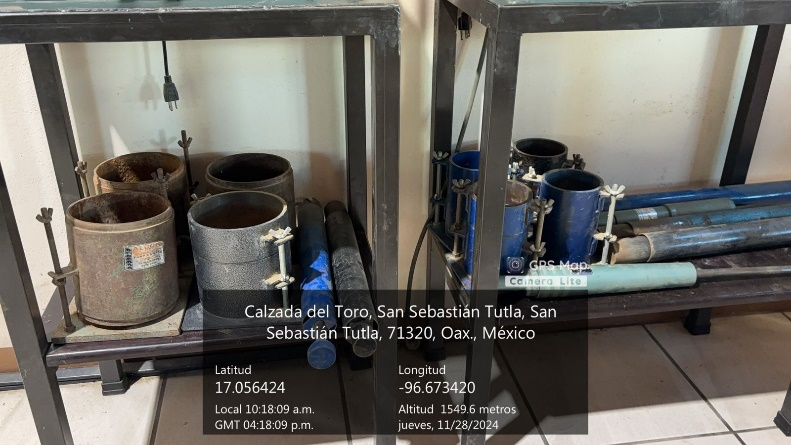 GPS Map
Camera Lite
Calzada del Toro, San Sebastián Tutla, San
Sebastián Tutla, 71320, Oax., México
Latitud
17.056424
Longitud
-96.673420
Local 10:18:09 a.m.
GMT 04:18:09 p.m.
Altitud 1549.6 metros
jueves, 11/28/2024